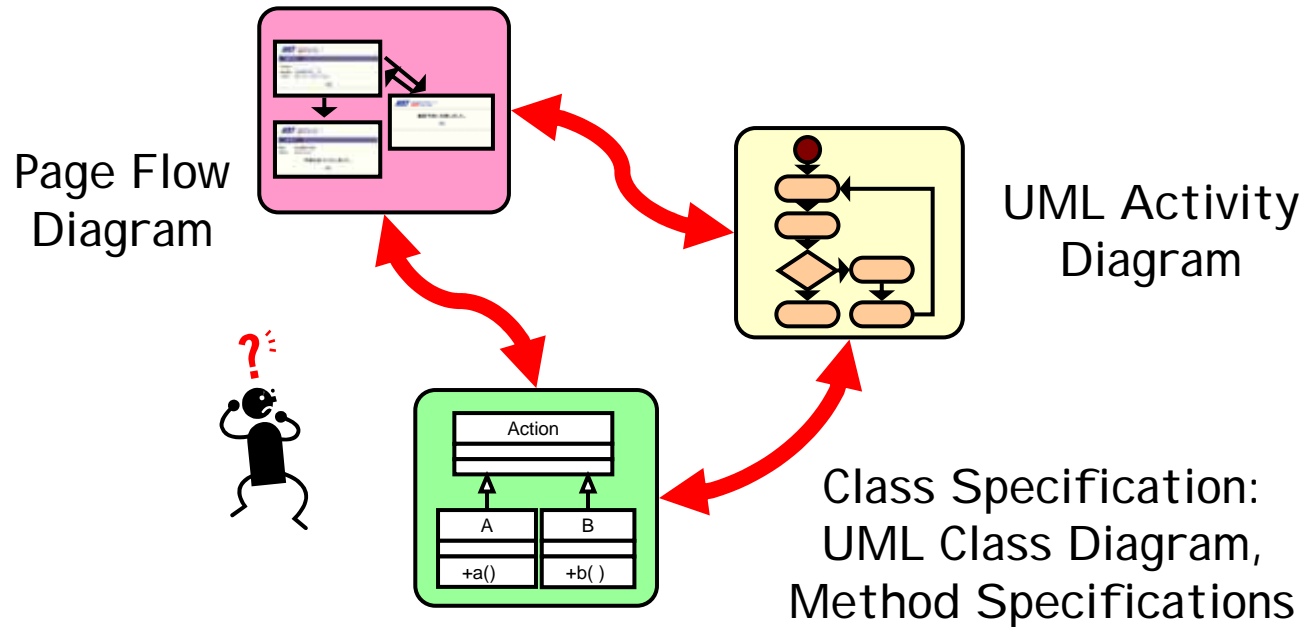 Page Flow
Diagram
UML Activity
Diagram
?
Action
A
B
+a()
+b( )
Class Specification:
UML Class Diagram,
Method Specifications